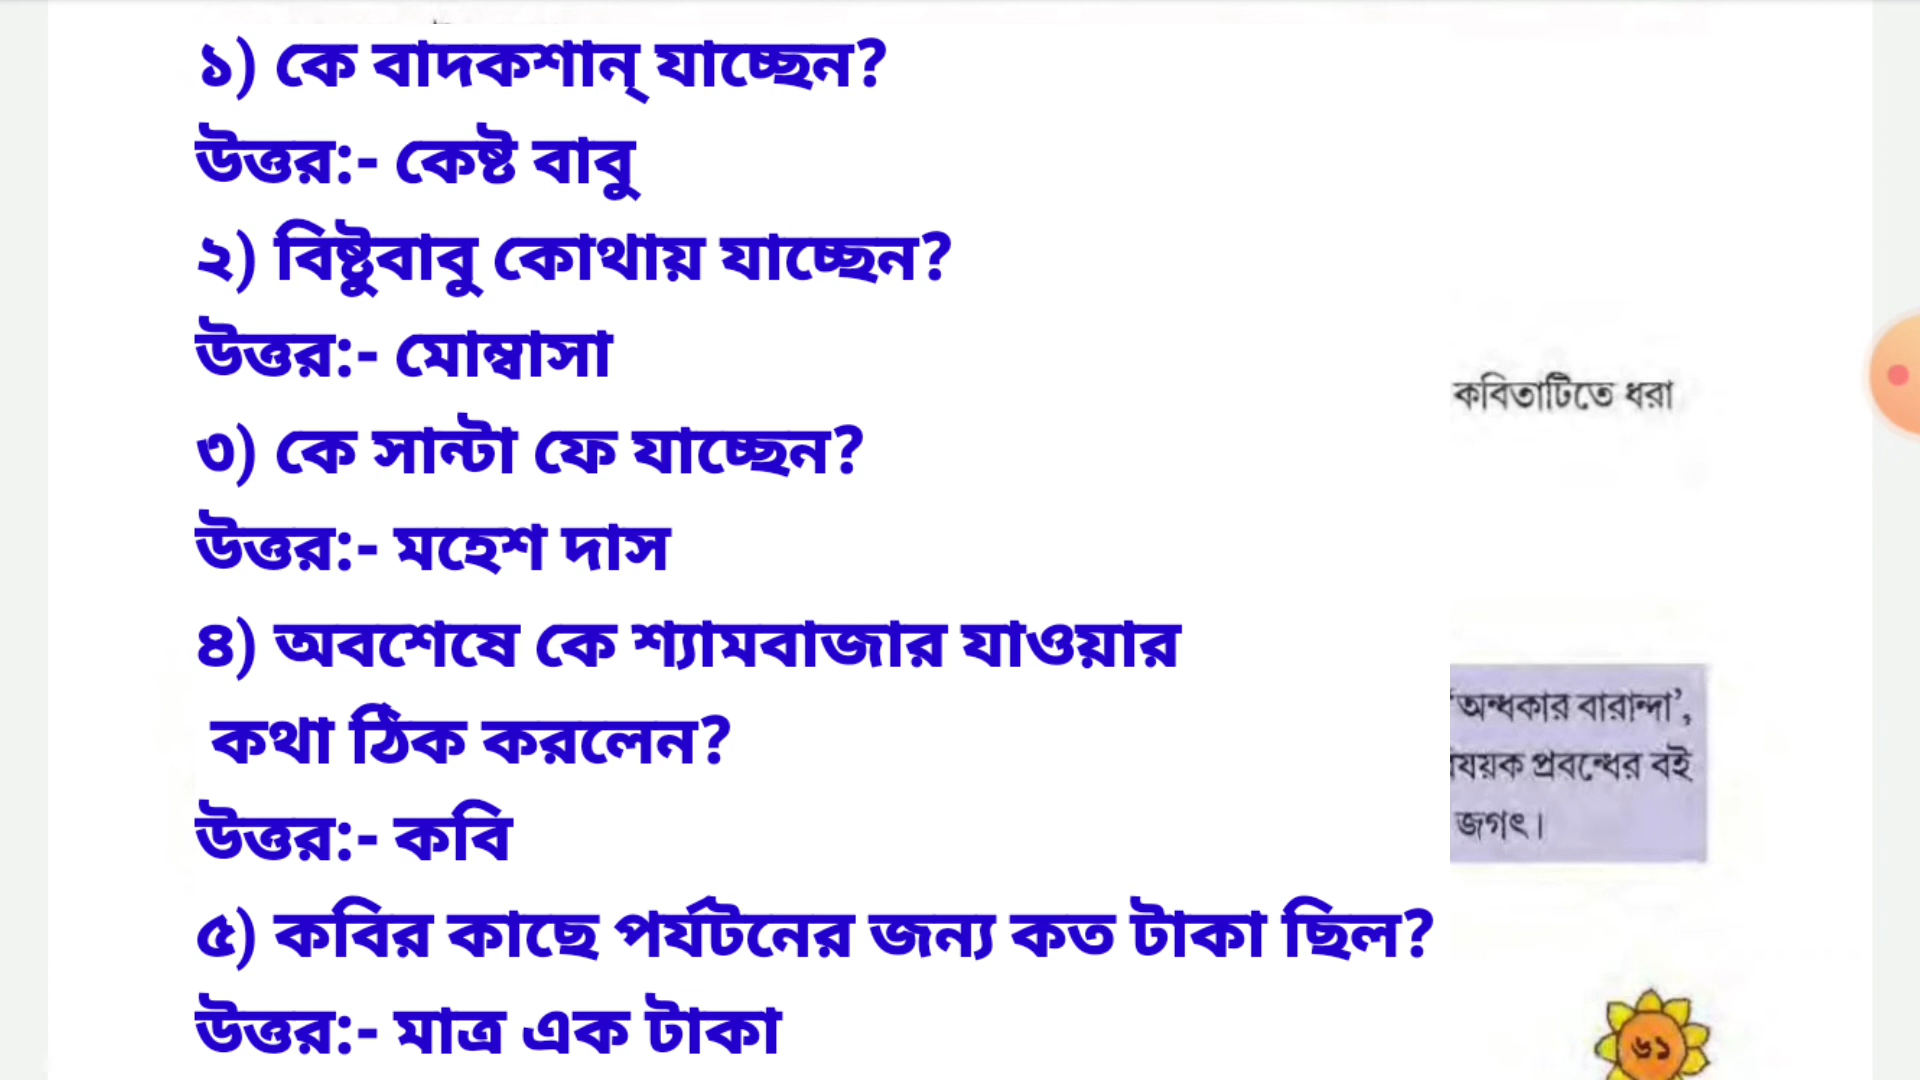 ১) কে বাদকশান্ যাচ্ছেন?
উত্তর:- কেষ্ট বাবু
২) বিষ্টুবাবু কোথায় যাচ্ছেন?
উত্তর:- মোম্বাসা
৩) কে সান্টা ফে যাচ্ছেন?
উত্তর:- মহেশ দাস
৪) অবশেষে কে শ্যামবাজার যাওয়ার
কথা ঠিক করলেন?
উত্তর:- কবি
৫) কবির কাছে পর্যটনের জন্য কত টাকা ছিল?
উত্তর:- মাত্র এক টাকা
কবিতাটিতে ধরা
‘অন্ধকার বারান্দা’,
প্রবন্ধের বই
জগৎ।
৬১